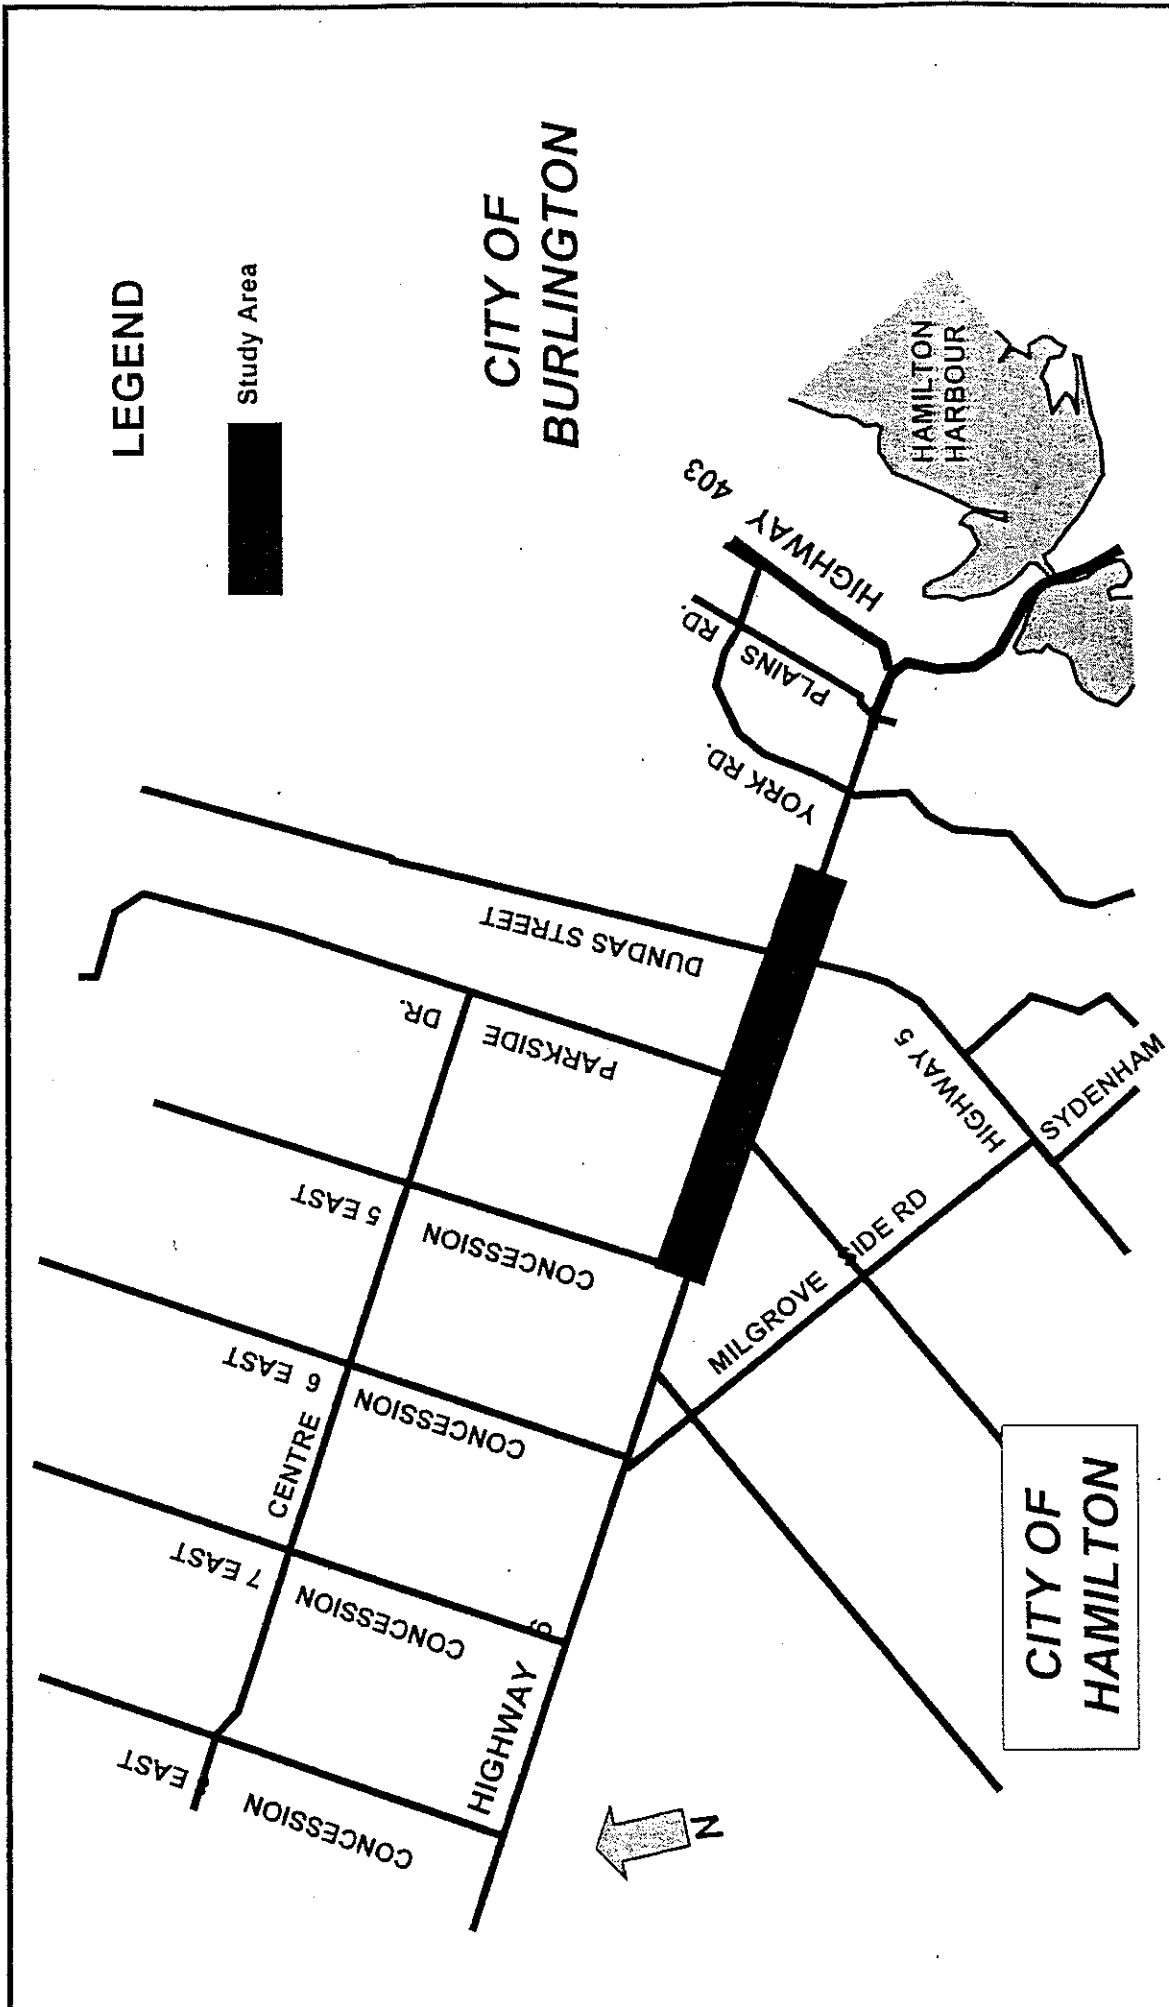 LEGEND
Study Area
CITY OF
BURLINGTON
HAMILTON
HARBOUR
HIGHWAY 403
PLAINS RD.
YORK RD.
DUNDAS STREET
PARKSIDE DR.
CONCESSION 5 EAST
CONCESSION 6 EAST
CONCESSION 7 EAST
CONCESSION EAST
CENTRE
HIGHWAY 6
HIGHWAY 5
SYDENHAM
MILGROVE SIDE RD
CITY OF
HAMILTON
N